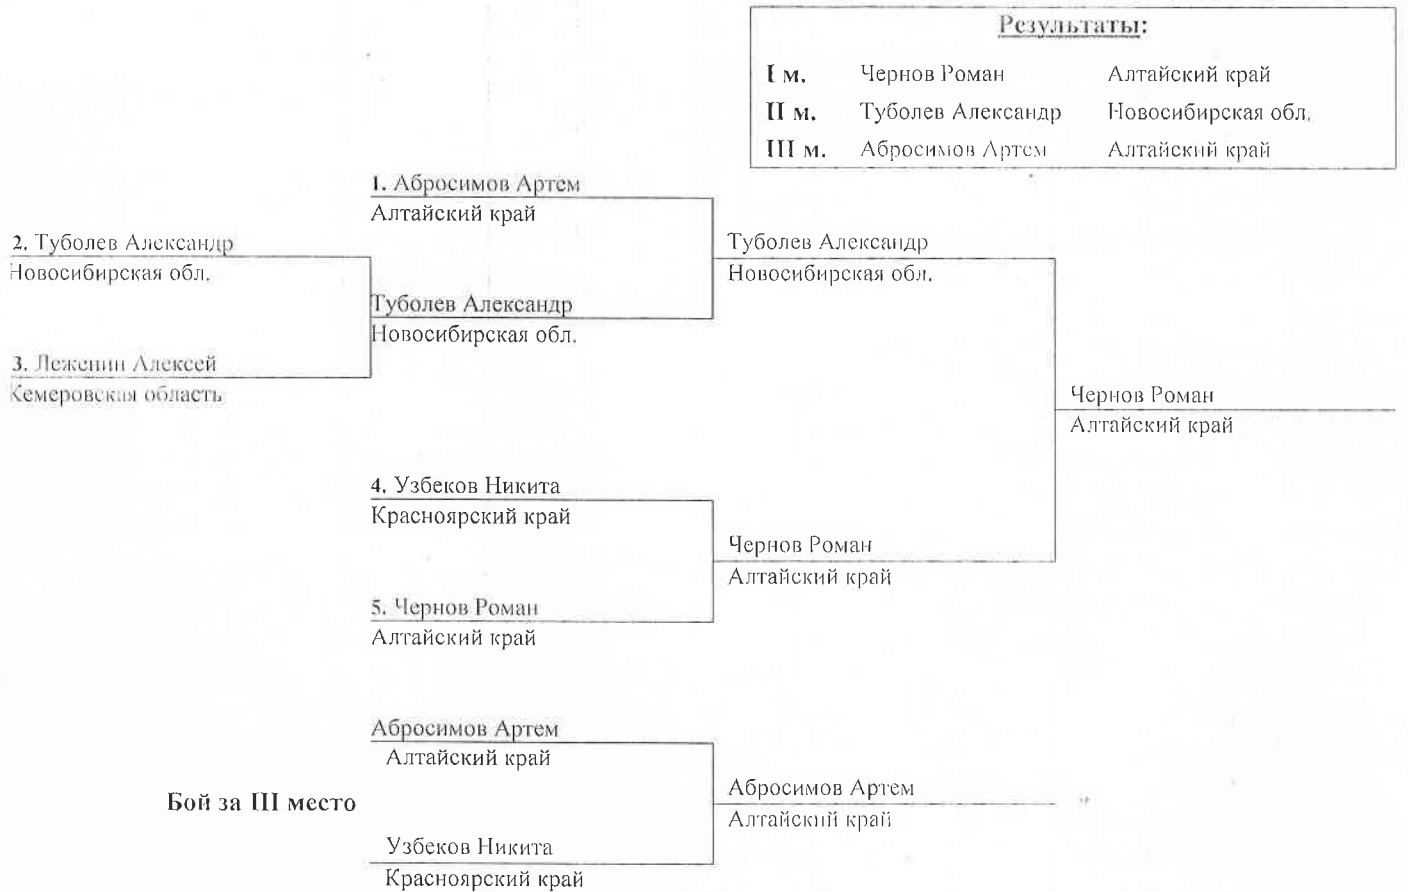 Результаты:
I м. Чернов Роман Алтайский край
II м. Туболев Александр Новосибирская обл.
III м. Абросимов Артем Алтайский край
1. Абросимов Артем
Алтайский край
2. Туболев Александр
Новосибирская обл.
Туболев Александр
Новосибирская обл.
Туболев Александр
Новосибирская обл.
3. Леженин Алексей
Кемеровская область
Чернов Роман
Алтайский край
4. Узбеков Никита
Красноярский край
Чернов Роман
Алтайский край
5. Чернов Роман
Алтайский край
Абросимов Артем
Алтайский край
Бой за III место
Абросимов Артем
Алтайский край
Узбеков Никита
Красноярский край